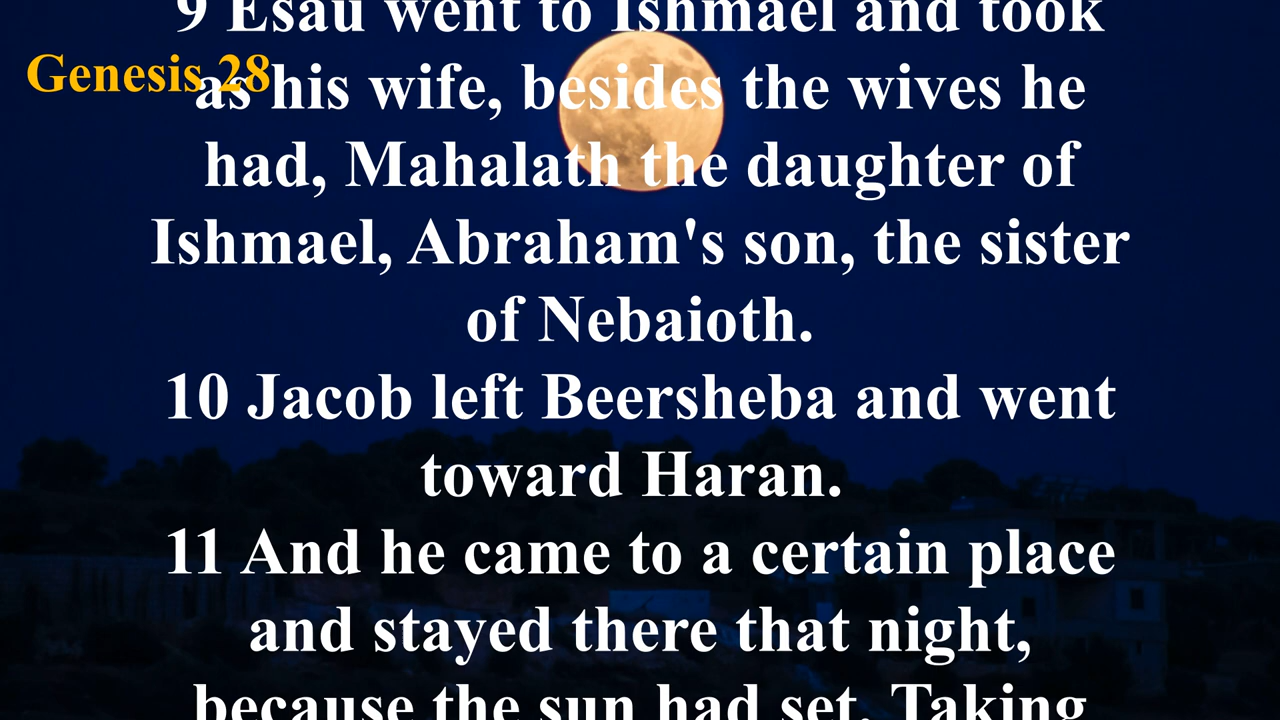 9 Esau went to Ishmael and took
Genesis 28
as his wife, besides the wives he
had, Mahalath the daughter of
Ishmael, Abraham's son, the sister
of Nebaioth.
10 Jacob left Beersheba and went
toward Haran.
11 And he came to a certain place
and stayed there that night,
because the sun had set. Taking